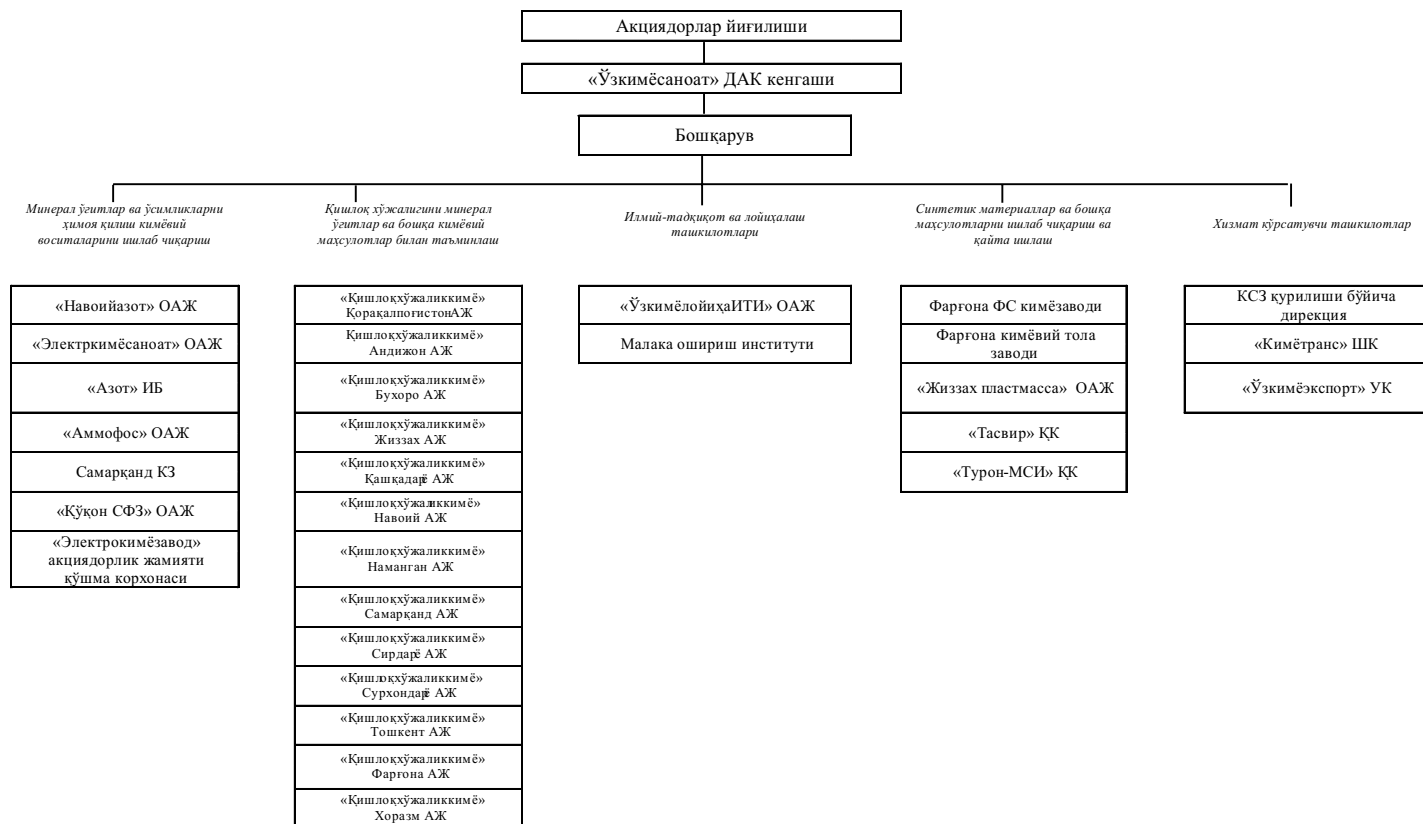 Акциядорлар йиғилиши
«Ўзкимёсаноат» ДАК кенгаши
Бошқарув
Минерал ўғитлар ва ўсимликларни
ҳимоя қилиш кимёвий
воситаларини ишлаб чиқариш
Қишлоқ хўжалигини минерал
ўғитлар ва бошқа кимёвий
маҳсулотлар билан таъминлаш
Илмий-тадқиқот ва лойиҳалаш
ташкилотлари
Синтетик материаллар ва бошқа
маҳсулотларни ишлаб чиқариш ва
қайта ишлаш
Хизмат кўрсатувчи ташкилотлар
«Навоийазот» ОАЖ
«Электркимёсаноат» ОАЖ
«Азот» ИБ
«Аммофос» ОАЖ
Самарқанд КЗ
«Қўқон СФЗ» ОАЖ
«Электрокимёзавод»
акциядорлик жамияти
қўшма корхонаси
«Қишлоқхўжаликкимё»
ҚорақалпоғистонАЖ
Қишлоқхўжаликкимё»
Андижон АЖ
«Қишлоқхўжаликкимё»
Бухоро АЖ
«Қишлоқхўжаликкимё»
Жиззах АЖ
«Қишлоқхўжаликкимё»
Қашқадарё АЖ
«Қишлоқхўжаликкимё»
Навоий АЖ
«Қишлоқхўжаликкимё»
Наманган АЖ
«Қишлоқхўжаликкимё»
Самарқанд АЖ
«Қишлоқхўжаликкимё»
Сирдарё АЖ
«Қишлоқхўжаликкимё»
Сурхондарё АЖ
«Қишлоқхўжаликкимё»
Тошкент АЖ
«Қишлоқхўжаликкимё»
Фарғона АЖ
«Қишлоқхўжаликкимё»
Хоразм АЖ
«ЎзкимёлойиҳаИТИ» ОАЖ
Малака ошириш институти
Фарғона ФС кимёзаводи
Фарғона кимёвий тола
заводи
«Жиззах пластмасса» ОАЖ
«Тасвир» ҚК
«Турон-МСИ» ҚК
КСЗ қурилиши бўйича
дирекция
«Кимётранс» ШК
«Ўзкимёэкспорт» УК